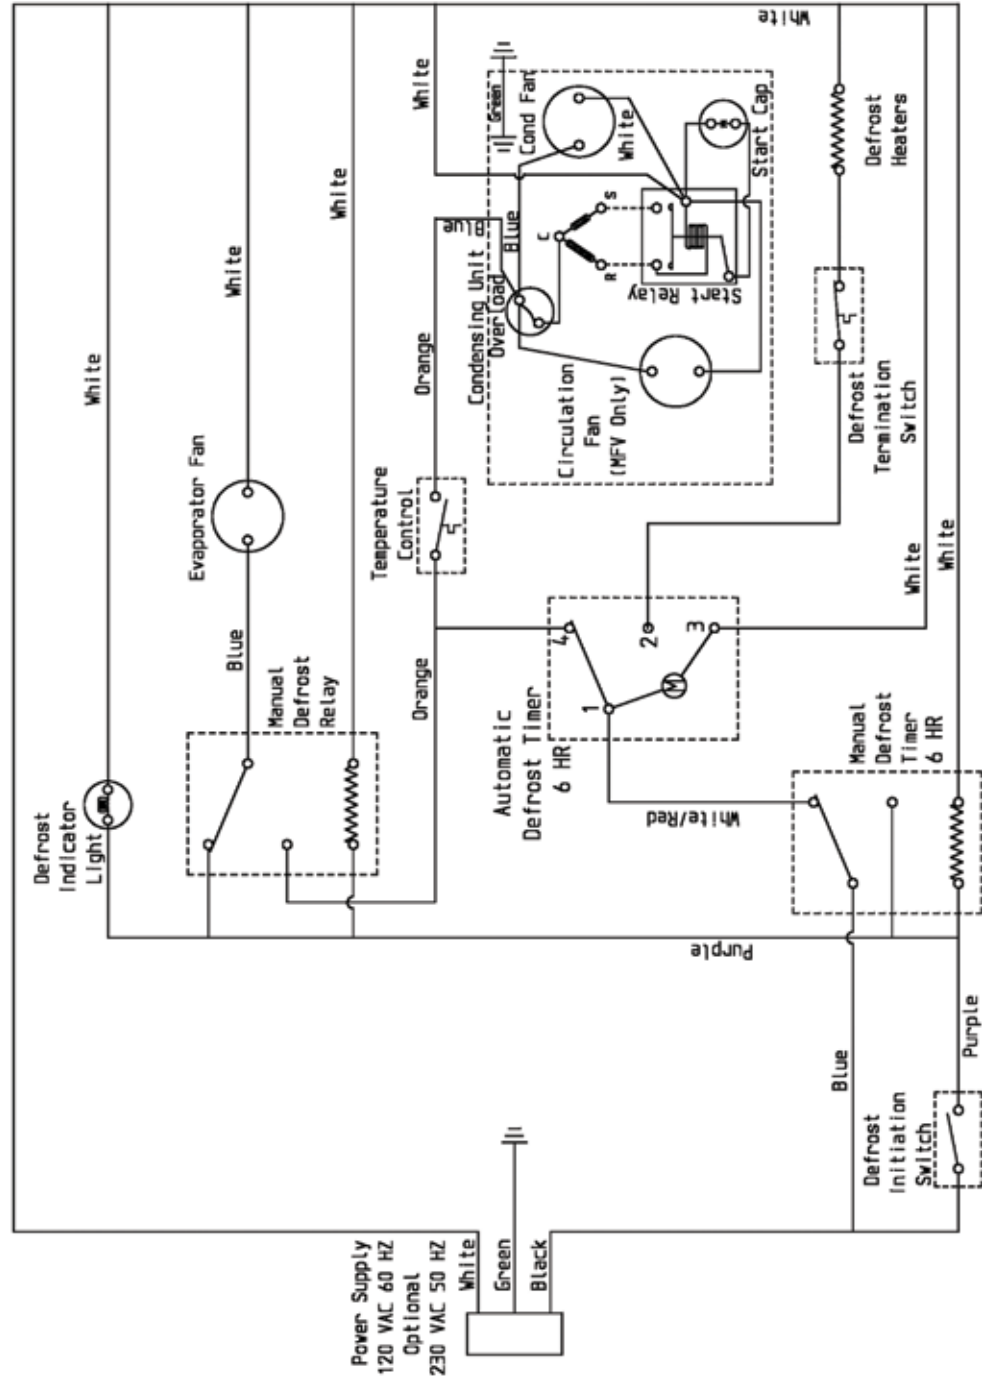 White
White
White
Green
Cond Fan
White
Start Cap
Defrost
Heaters
White
White
White
Blue
Blue
Condensing Unit
Overload
C
S
R
Start Relay
Orange
Circulation
Fan
(MFV Only)
Defrost
Termination
Switch
Evaporator Fan
Temperature
Control
White
White
Blue
Manual
Defrost
Relay
Orange
Automatic
Defrost Timer
6 HR
4
2
3
1
M
Defrost
Indicator
Light
White/Red
Manual
Defrost
Timer
6 HR
Purple
Blue
Purple
Defrost
Initiation
Switch
Power Supply
120 VAC 60 HZ
Optional
230 VAC 50 HZ
White
Green
Black